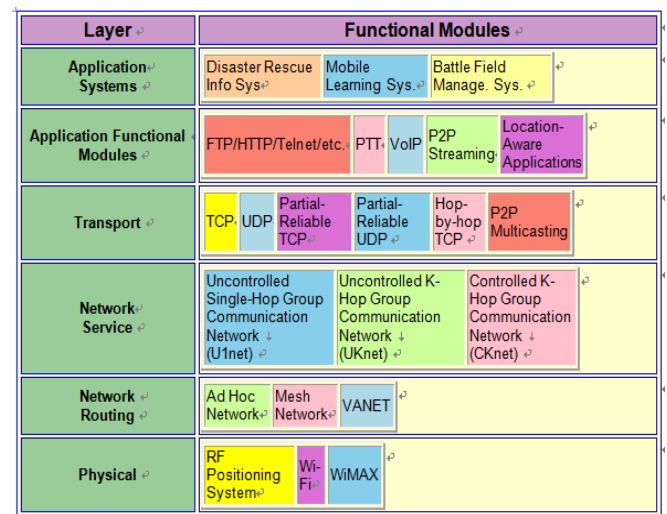 Layer
Functional Modules
Application
Systems
Disaster Rescue
Info Sys
Mobile
Learning Sys.
Battle Field
Manage. Sys.
Application Functional
Modules
FTP/HTTP/Telnet/etc.
PTT
VoIP
P2P
Streaming
Location-
Aware
Applications
Transport
TCP
UDP
Partial-
Reliable
TCP
Partial-
Reliable
UDP
Hop-
by-hop
TCP
P2P
Multicasting
Network
Service
Uncontrolled
Single-Hop Group
Communication
Network ↓
(U1net)
Uncontrolled K-
Hop Group
Communication
Network ↓
(UKnet)
Controlled K-
Hop Group
Communication
Network ↓
(CKnet)
Network
Routing
Ad Hoc
Network
Mesh
Network
VANET
Physical
RF
Positioning
System
Wi-
Fi
WiMAX